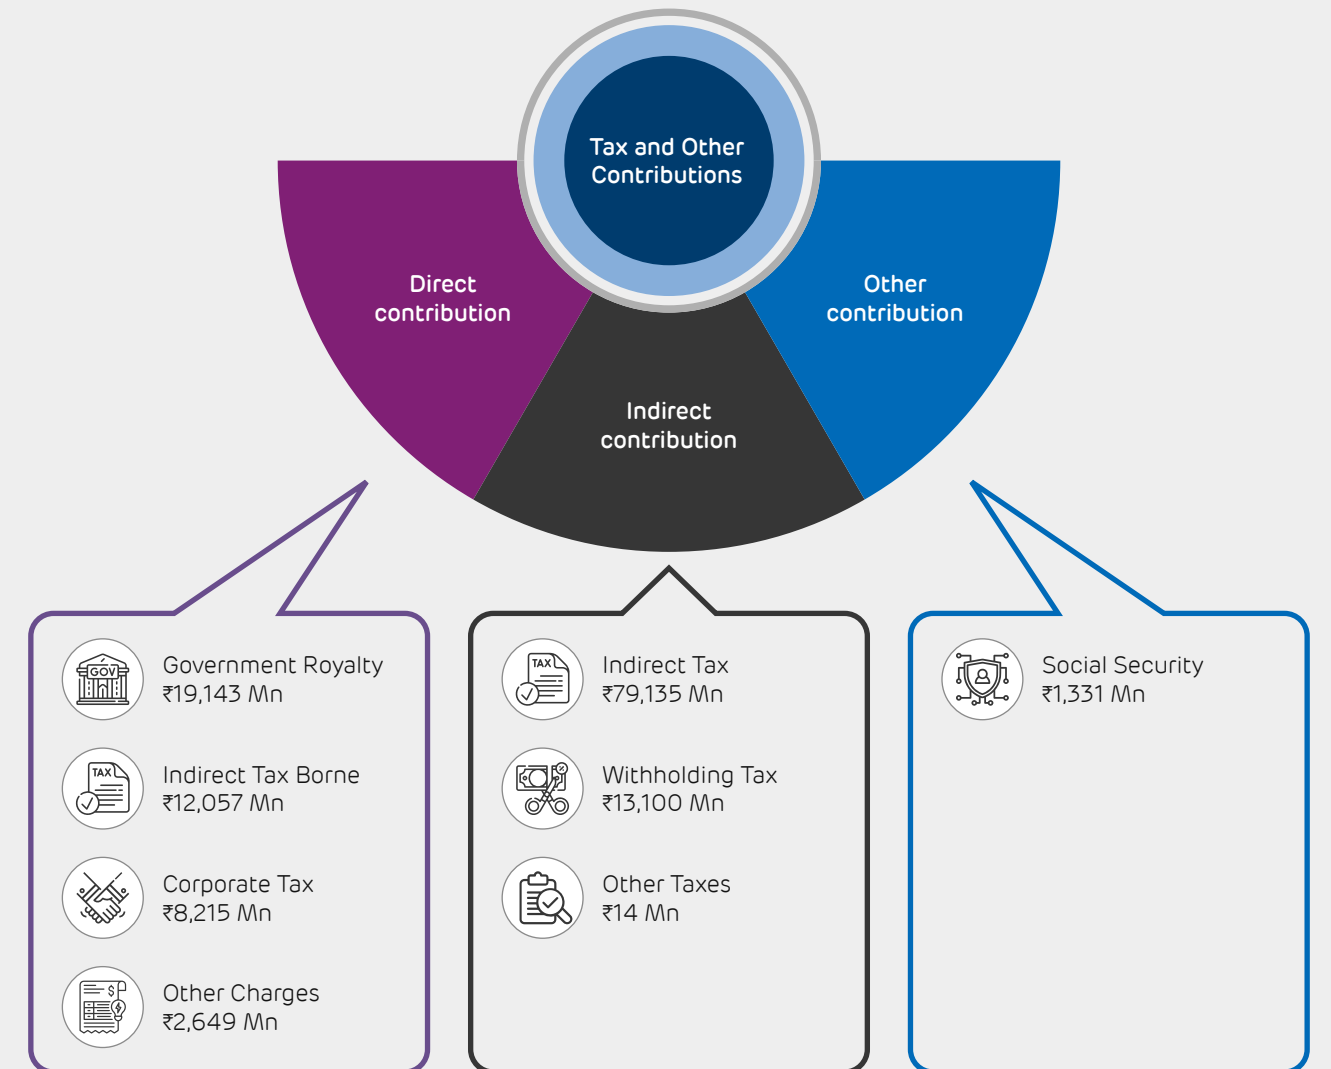 Tax and Other
Contributions
Direct
contribution
Indirect
contribution
Other
contribution
GOV
Government Royalty
₹19,143 Mn
TAX
Indirect Tax Borne
₹12,057 Mn
Corporate Tax
₹8,215 Mn
$
Other Charges
₹2,649 Mn
TAX
Indirect Tax
₹79,135 Mn
Withholding Tax
₹13,100 Mn
Other Taxes
₹14 Mn
Social Security
₹1,331 Mn